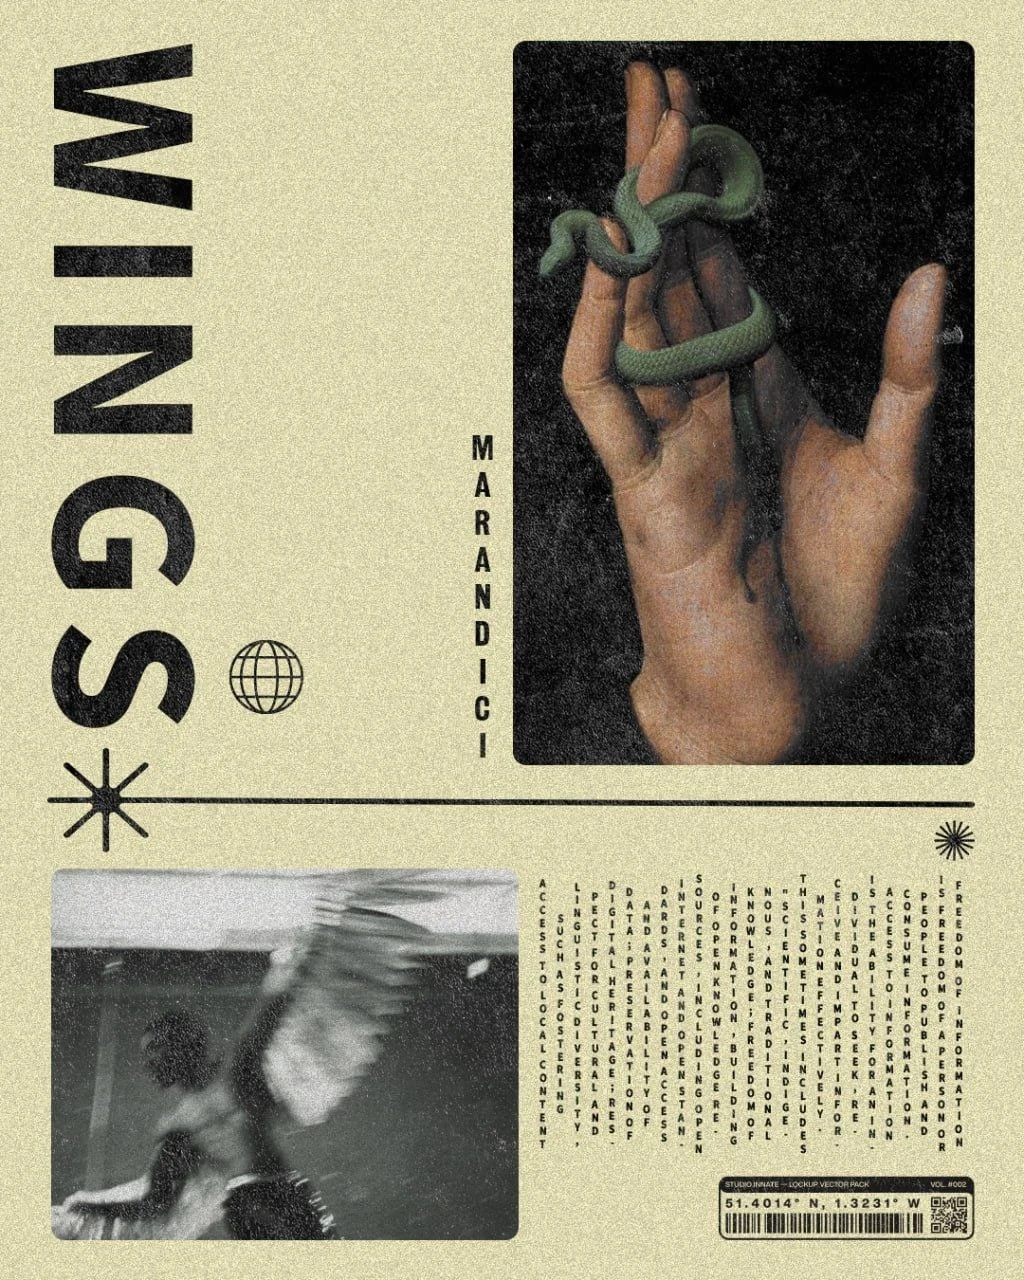 WINGS
MARANDICI
FREEDOM OF INFORMATION
IS FREEDOM OF A PERSON OR
PEOPLE TO PUBLISH AND
CONSUME INFORMATION.
ACCESS TO INFORMATION
IS THE ABILITY FOR AN IN-
DIVIDUAL TO SEEK, RE-
CEIVE AND IMPART INFOR-
MATION EFFECTIVELY.
THIS SOMETIMES INCLUDES
"SCIENTIFIC, INDIGE-
NOUS, AND TRADITIONAL
KNOWLEDGE; FREEDOM OF
INFORMATION, BUILDING
OF OPEN KNOWLEDGE RE-
SOURCES, INCLUDING OPEN
INTERNET AND OPEN STAN-
DARDS, AND OPEN ACCESS
AND AVAILABILITY OF
DATA; PRESERVATION OF
DIGITAL HERITAGE; RES-
PECT FOR CULTURAL AND
LINGUISTIC DIVERSITY,
SUCH AS FOSTERING
ACCESS TO LOCAL CONTENT
STUDIO INNATE — LOCKUP VECTOR PACK VOL. #002
51.4014° N, 1.3231° W